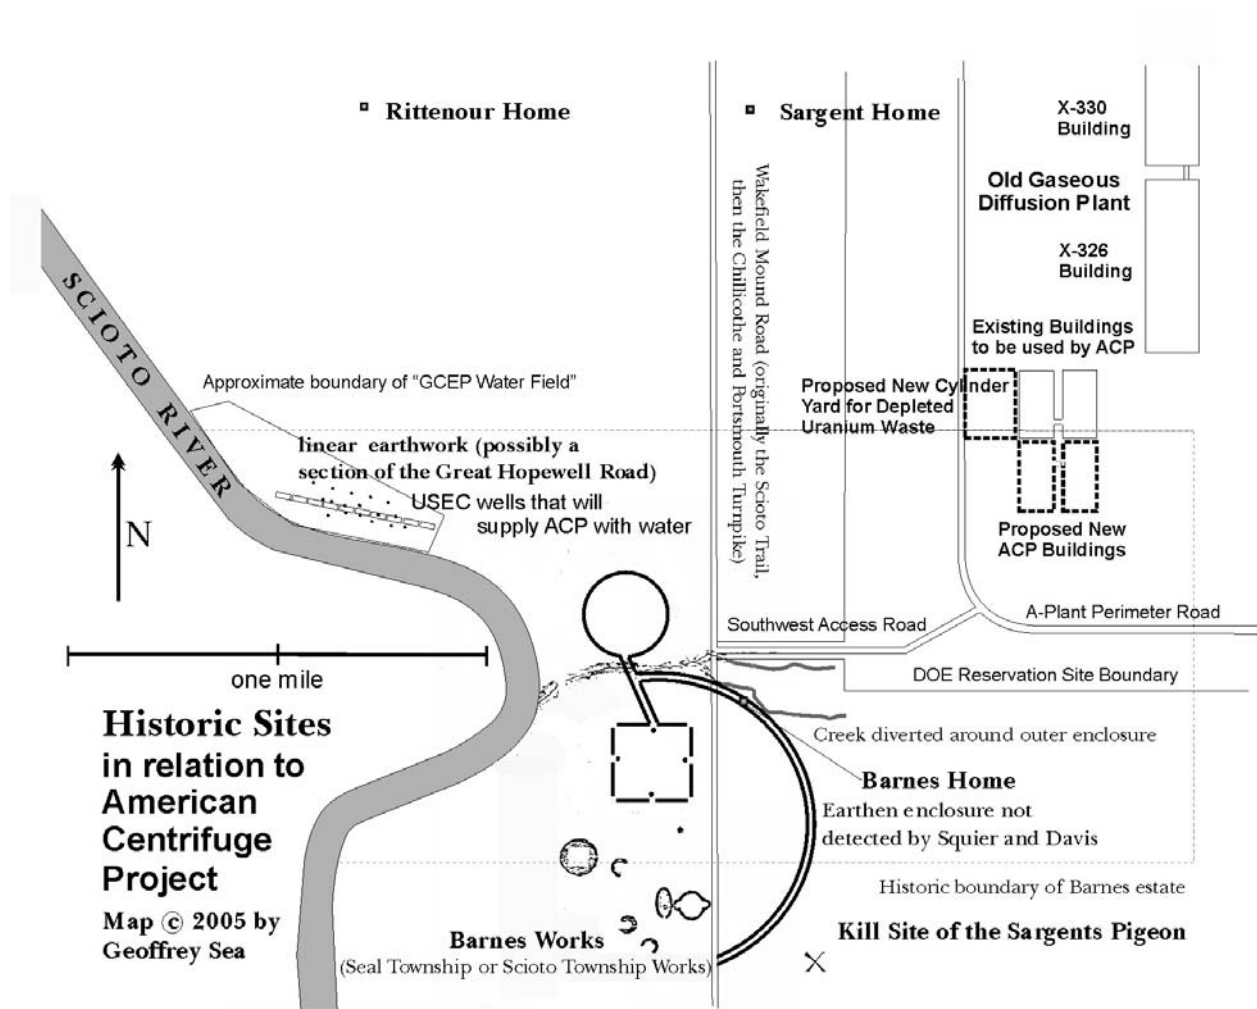 Rittenour Home
Sargent Home
X-330
Building
Old Gaseous
Diffusion Plant
X-326
Building
Existing Buildings
to be used by ACP
Proposed New Cylinder
Yard for Depleted
Uranium Waste
Proposed New
ACP Buildings
Wakefield Mound Road (originally the Scioto Trail,
then the Chillicothe and Portsmouth Turnpike)
SCIOTO RIVER
Approximate boundary of “GCEP Water Field”
linear earthwork (possibly a
section of the Great Hopewell Road)
USEC wells that will
supply ACP with water
N
one mile
Southwest Access Road
A-Plant Perimeter Road
DOE Reservation Site Boundary
Creek diverted around outer enclosure
Barnes Home
Earthen enclosure not
detected by Squier and Davis
Historic boundary of Barnes estate
Kill Site of the Sargents Pigeon
Barnes Works
(Seal Township or Scioto Township Works)
Historic Sites
in relation to
American
Centrifuge
Project
Map © 2005 by
Geoffrey Sea